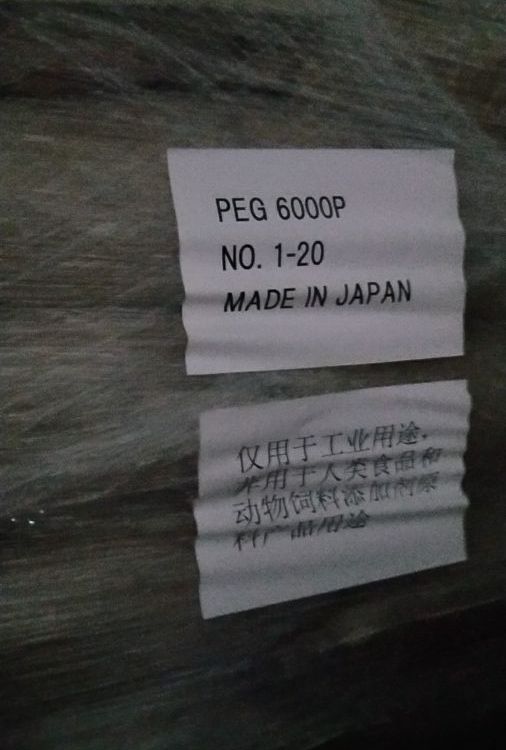 PEG 6000P
NO. 1-20
MADE IN JAPAN
仅用于工业用途.
用于人类食品和
动物饲料添加剂原
料产品用途